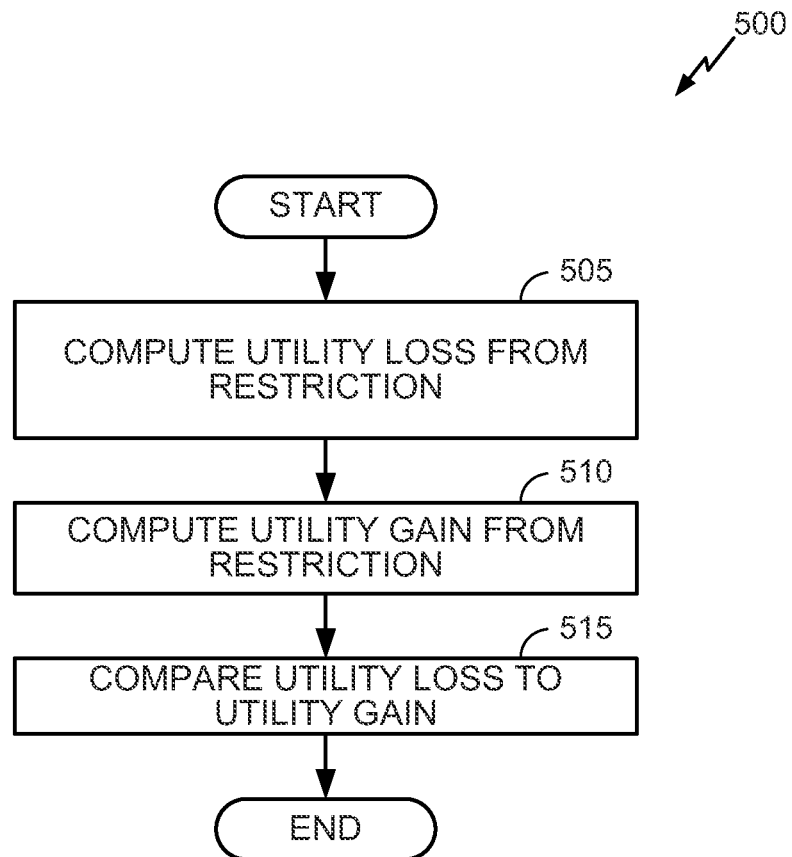 500
START
505
COMPUTE UTILITY LOSS FROM
RESTRICTION
510
COMPUTE UTILITY GAIN FROM
RESTRICTION
515
COMPARE UTILITY LOSS TO
UTILITY GAIN
END